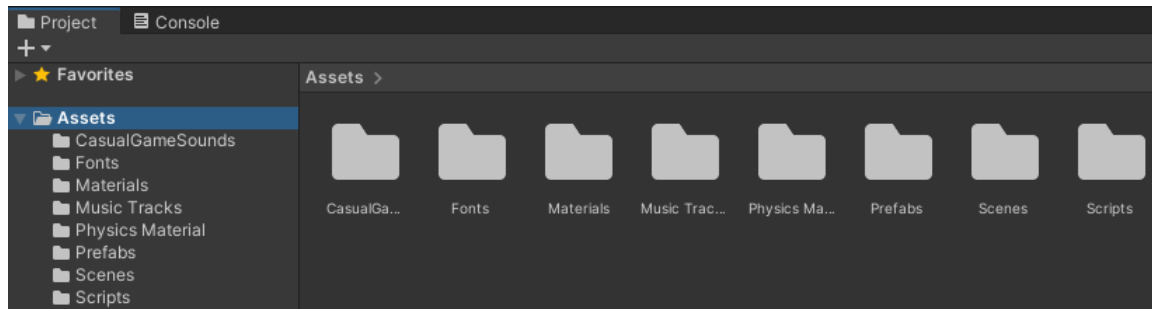 Project Console
Favorites
Assets
CasualGameSounds
Fonts
Materials
Music Tracks
Physics Material
Prefabs
Scenes
Scripts
Assets >
CasualGa... Fonts Materials Music Trac... Physics Ma... Prefabs Scenes Scripts